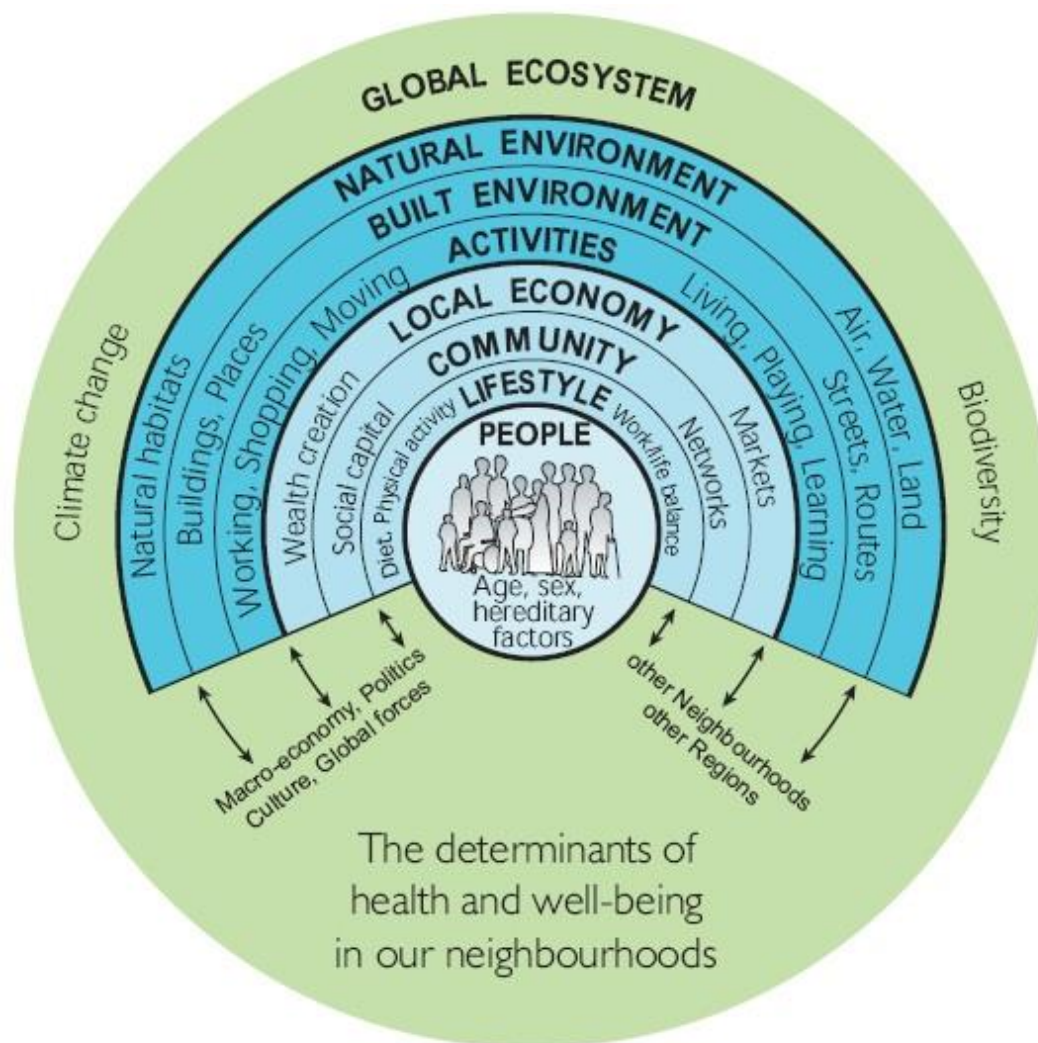 GLOBAL ECOSYSTEM
NATURAL ENVIRONMENT
BUILT ENVIRONMENT
ACTIVITIES
LOCAL ECONOMY
COMMUNITY
LIFESTYLE
PEOPLE
Age, sex,
hereditary
factors
Climate change
Natural habitats
Buildings, Places
Working, Shopping, Moving
Wealth creation
Social capital
Diet. Physical activity
Work/life balance
Networks
Markets
Living, Playing, Learning
Streets, Routes
Air, Water, Land
Biodiversity
Macro-economy, Politics
Culture, Global forces
other Neighbourhoods
other Regions
The determinants of
health and well-being
in our neighbourhoods